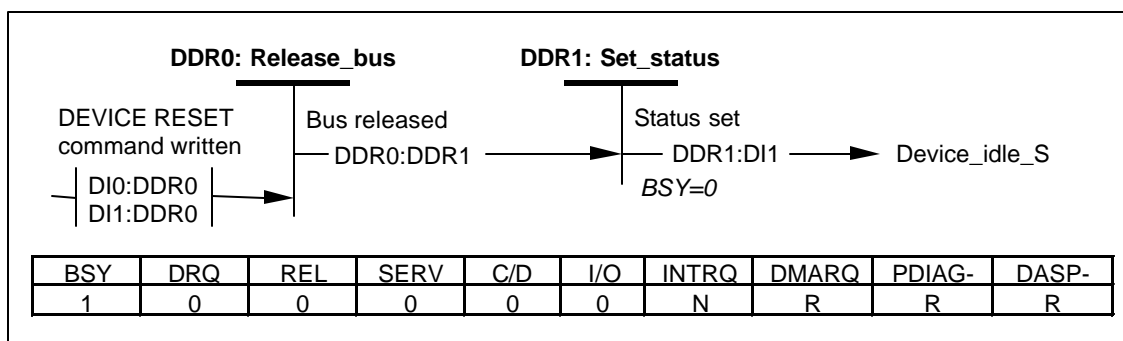 DDR0: Release_bus DDR1: Set_status
DEVICE RESET
command written
Bus released
Status set
DI0:DDR0
DI1:DDR0
DDR0:DDR1
DDR1:DI1
Device_idle_S
BSY=0
BSY DRQ REL SERV C/D I/O INTRQ DMARQ PDIAG- DASP-
1 0 0 0 0 0 N R R R